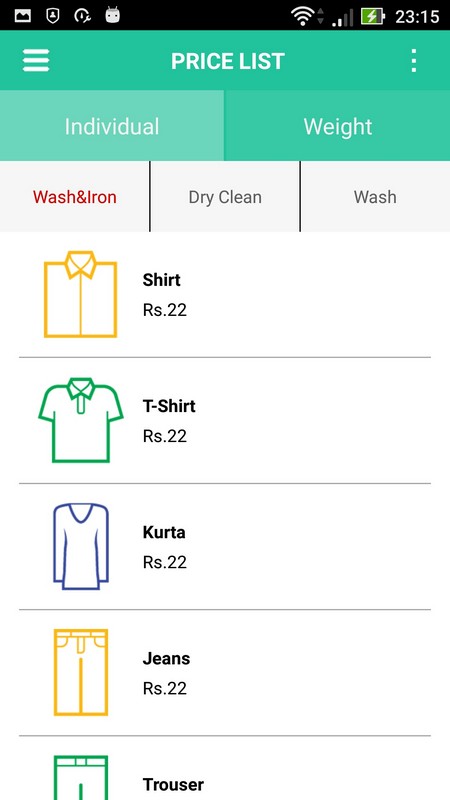 23:15
PRICE LIST
Individual Weight
Wash&Iron Dry Clean Wash
Shirt
Rs.22
T-Shirt
Rs.22
Kurta
Rs.22
Jeans
Rs.22
Trouser